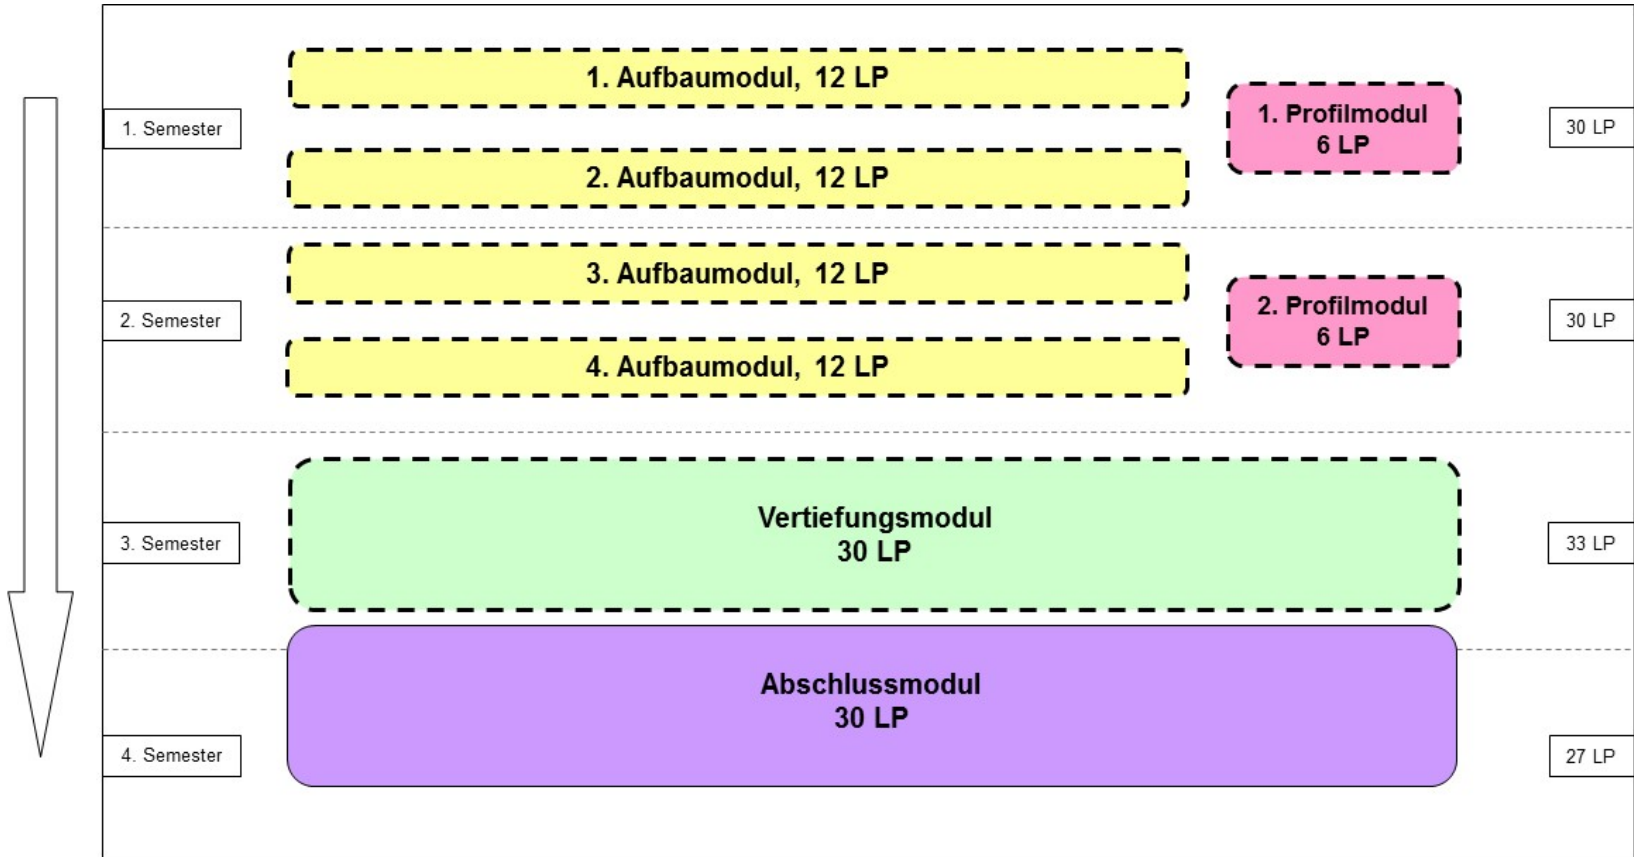 1. Aufbaumodul, 12 LP
1. Semester
1. Profilmodul
6 LP
30 LP
2. Aufbaumodul, 12 LP
3. Aufbaumodul, 12 LP
2. Semester
2. Profilmodul
6 LP
30 LP
4. Aufbaumodul, 12 LP
3. Semester
Vertiefungsmodul
30 LP
33 LP
Abschlussmodul
30 LP
4. Semester
27 LP